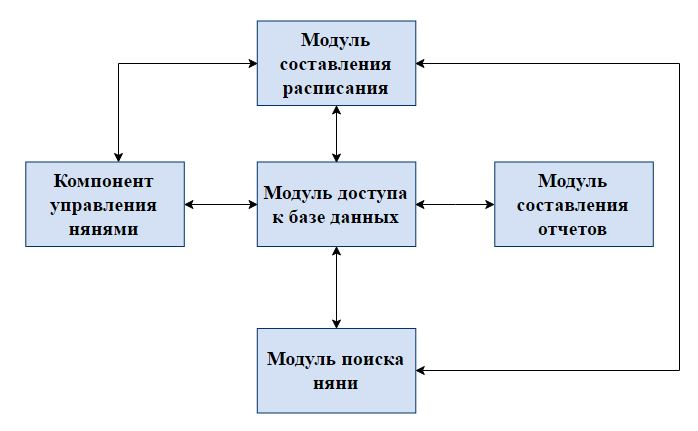 Модуль
составления
расписания
Компонент
управления
нянями
Модуль доступа
к базе данных
Модуль
составления
отчетов
Модуль поиска
няни